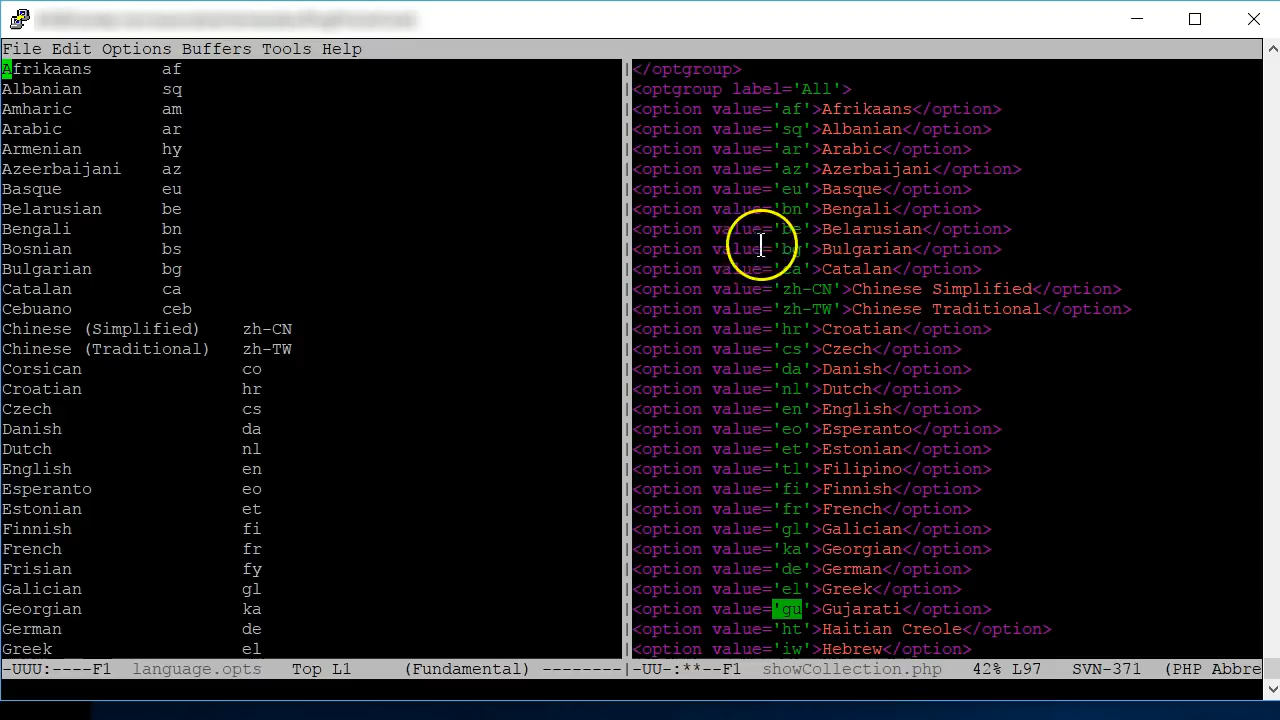 File Edit Options Buffers Tools Help
Afrikaans af
Albanian sq
Amharic am
Arabic ar
Armenian hy
Azeerbaijani az
Basque eu
Belarusian be
Bengali bn
Bosnian bs
Bulgarian bg
Catalan ca
Cebuano ceb
Chinese (Simplified) zh-CN
Chinese (Traditional) zh-TW
Corsican co
Croatian hr
Czech cs
Danish da
Dutch nl
English en
Esperanto eo
Estonian et
Finnish fi
French fr
Frisian fy
Galician gl
Georgian ka
German de
Greek el
-UUU:----F1 language.opts Top L1 (Fundamental) --------
</optgroup>
<optgroup label='All'>
<option value='af'>Afrikaans</option>
<option value='sq'>Albanian</option>
<option value='ar'>Arabic</option>
<option value='az'>Azerbaijani</option>
<option value='eu'>Basque</option>
<option value='bn'>Bengali</option>
<option value='be'>Belarusian</option>
<option value='bg'>Bulgarian</option>
<option value='ca'>Catalan</option>
<option value='zh-CN'>Chinese Simplified</option>
<option value='zh-TW'>Chinese Traditional</option>
<option value='hr'>Croatian</option>
<option value='cs'>Czech</option>
<option value='da'>Danish</option>
<option value='nl'>Dutch</option>
<option value='en'>English</option>
<option value='eo'>Esperanto</option>
<option value='et'>Estonian</option>
<option value='tl'>Filipino</option>
<option value='fi'>Finnish</option>
<option value='fr'>French</option>
<option value='gl'>Galician</option>
<option value='ka'>Georgian</option>
<option value='de'>German</option>
<option value='el'>Greek</option>
<option value='gu'>Gujarati</option>
<option value='ht'>Haitian Creole</option>
<option value='iw'>Hebrew</option>
-UU-:**--F1 showCollection.php 42% L97 SVN-371 (PHP Abbre